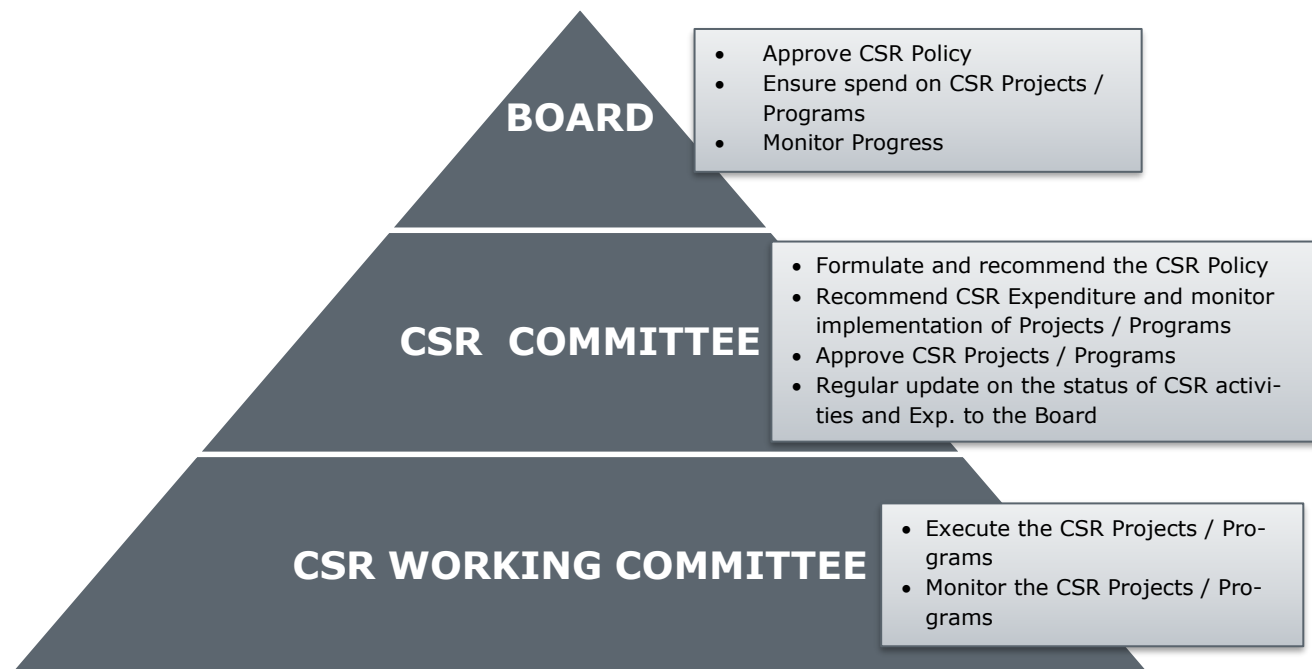 BOARD
• Approve CSR Policy
• Ensure spend on CSR Projects /
Programs
• Monitor Progress
CSR COMMITTEE
• Formulate and recommend the CSR Policy
• Recommend CSR Expenditure and monitor
implementation of Projects / Programs
• Approve CSR Projects / Programs
• Regular update on the status of CSR activi-
ties and Exp. to the Board
CSR WORKING COMMITTEE
• Execute the CSR Projects / Pro-
grams
• Monitor the CSR Projects / Pro-
grams